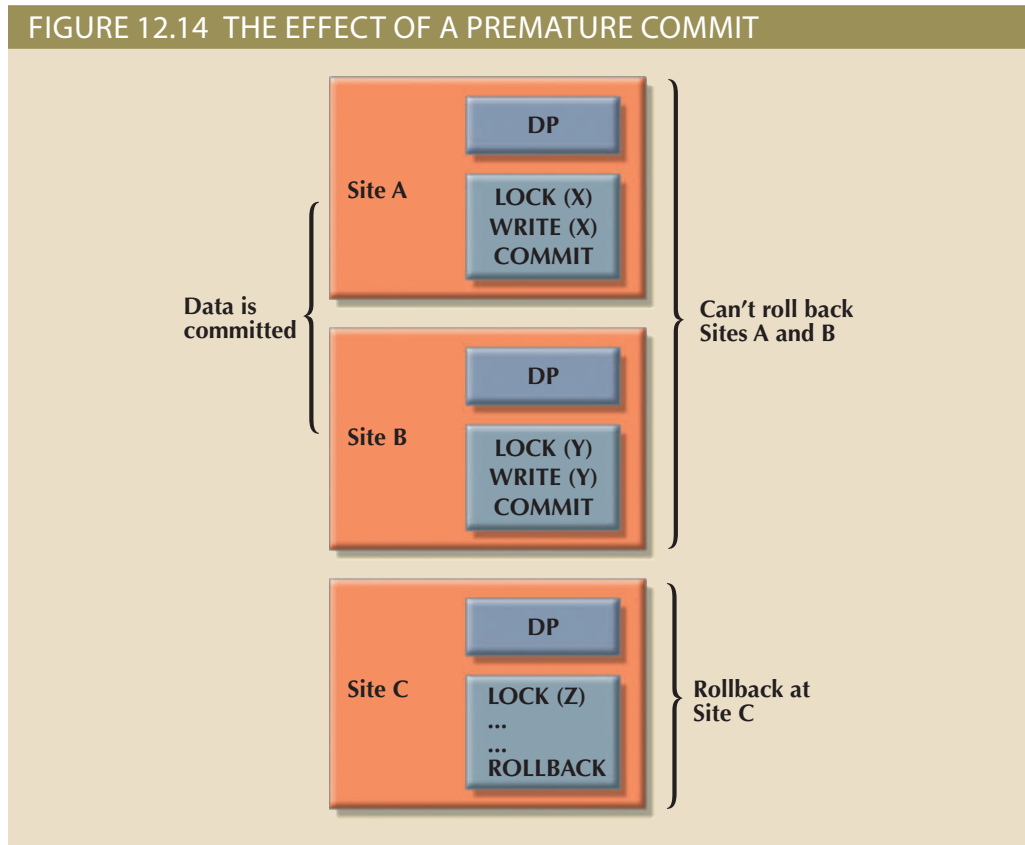 FIGURE 12.14 THE EFFECT OF A PREMATURE COMMIT
DP
Site A
LOCK (X)
WRITE (X)
COMMIT
Data is
committed
Can't roll back
Sites A and B
DP
Site B
LOCK (Y)
WRITE (Y)
COMMIT
DP
Site C
LOCK (Z)
...
...
ROLLBACK
Rollback at
Site C